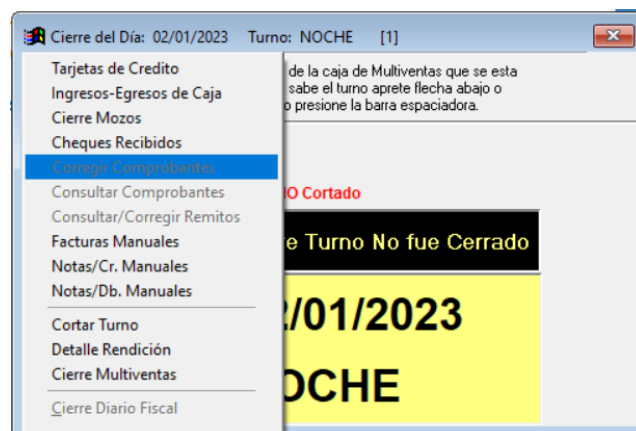 Cierre del Día: 02/01/2023 Turno: NOCHE [1]
Tarjetas de Credito
Ingresos-Egresos de Caja
Cierre Mozos
Cheques Recibidos
Corregir Comprobantes
Consultar Comprobantes
Consultar/Corregir Remitos
Facturas Manuales
Notas/Cr. Manuales
Notas/Db. Manuales
Cortar Turno
Detalle Rendición
Cierre Multiventas
Cierre Diario Fiscal
de la caja de Multiventas que se esta
sabe el turno aprete flecha abajo o
o presione la barra espaciadora.
O Cortado
e Turno No fue Cerrado
2/01/2023
OCHE